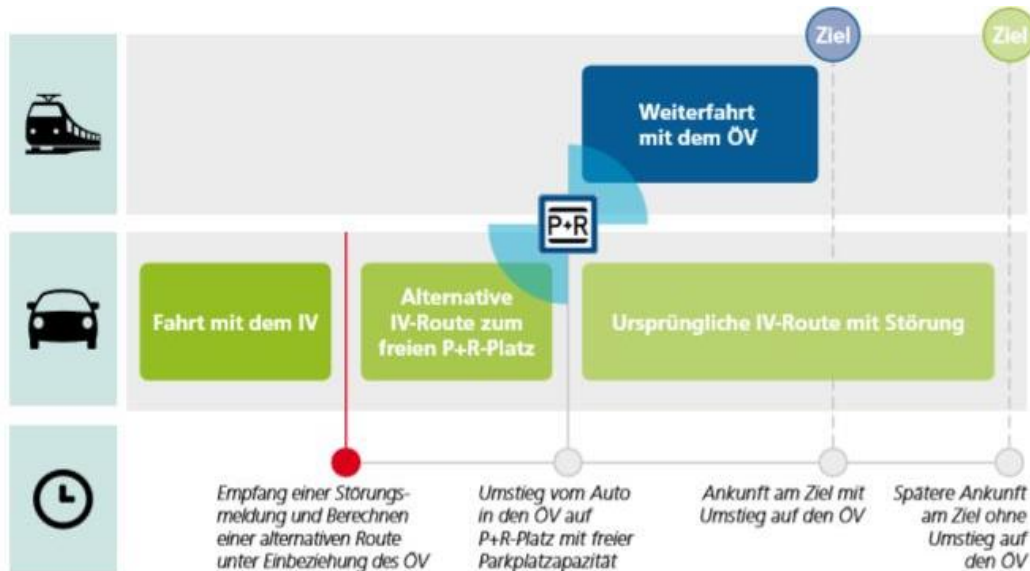 Ziel
Ziel
Weiterfahrt
mit dem ÖV
P+R
Fahrt mit dem IV
Alternative
IV-Route zum
freien P+R-Platz
Ursprüngliche IV-Route mit Störung
Empfang einer Störungs-
meldung und Berechnen
einer alternativen Route
unter Einbeziehung des ÖV
Umstieg vom Auto
in den ÖV auf
P+R-Platz mit freier
Parkplatzapazität
Ankunft am Ziel mit
Umstieg auf den ÖV
Spätere Ankunft
am Ziel ohne
Umstieg auf
den ÖV